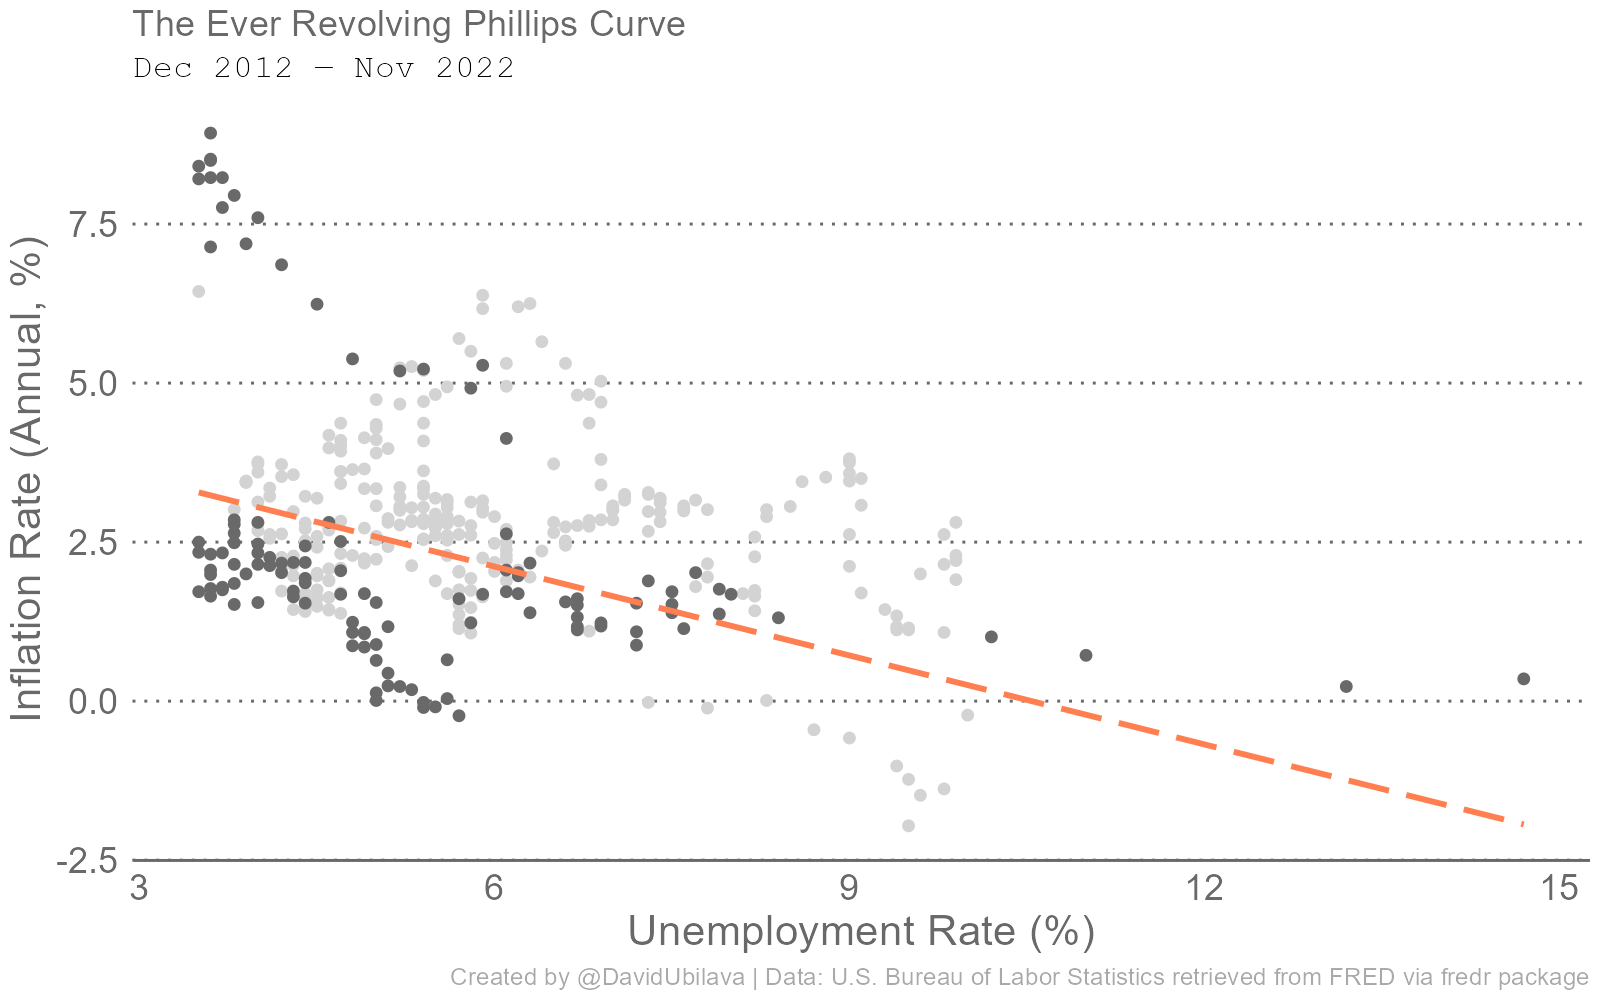 The Ever Revolving Phillips Curve
Dec 2012 – Nov 2022
Inflation Rate (Annual, %)
7.5
5.0
2.5
0.0
-2.5
3 6 9 12 15
Unemployment Rate (%)
Created by @DavidUbilava | Data: U.S. Bureau of Labor Statistics retrieved from FRED via fredr package